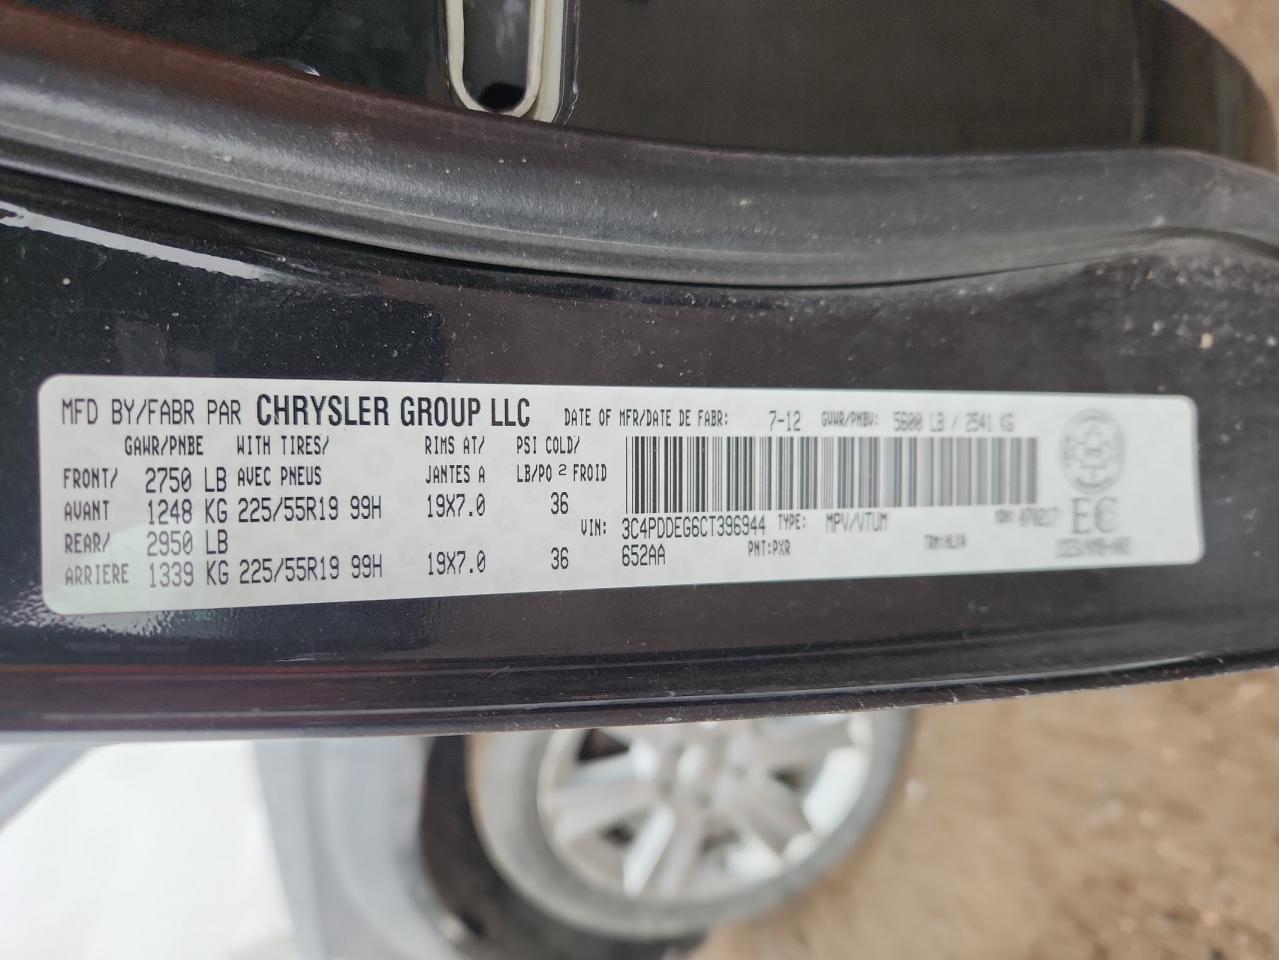 MFD BY/FABR PAR CHRYSLER GROUP LLC DATE OF MFR/DATE DE FABR: 7-12 GVWR/PNBV: 5600 LB / 2541 KG
GAWR/PNBE WITH TIRES/ RIMS AT/ PSI COLD/
FRONT/ 2750 LB AVEC PNEUS JANTES A LB/PO 2 FROID
AVANT 1248 KG 225/55R19 99H 19X7.0 36
REAR/ 2950 LB
ARRIERE 1339 KG 225/55R19 99H 19X7.0 36
VIN: 3C4PDDEG6CT396944 TYPE: MPV/VTUM MDH: 070217
652AA PNT:PXR
EC